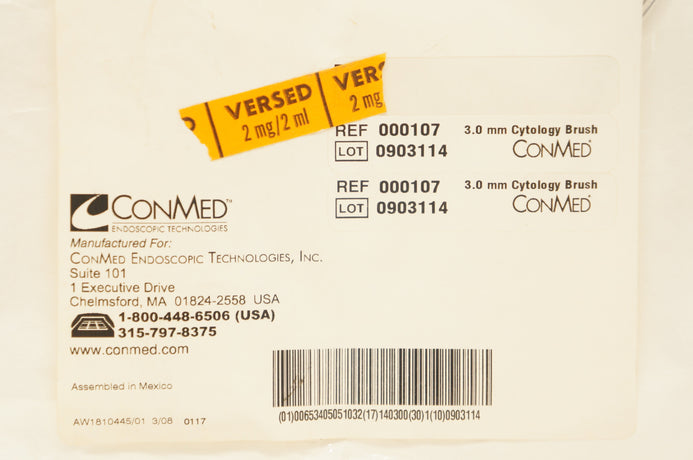 VERSED
2 mg/2 ml
VERS
2 mg
REF 000107 3.0 mm Cytology Brush
LOT 0903114 CONMED
REF 000107 3.0 mm Cytology Brush
LOT 0903114 CONMED
CONMED™
ENDOSCOPIC TECHNOLOGIES
Manufactured For:
CONMED ENDOSCOPIC TECHNOLOGIES, INC.
Suite 101
1 Executive Drive
Chelmsford, MA 01824-2558 USA
1-800-448-6506 (USA)
315-797-8375
www.conmed.com
Assembled in Mexico
AW1810445/01 3/08 0117
(01)00653405051032(17)140300(30)1(10)0903114